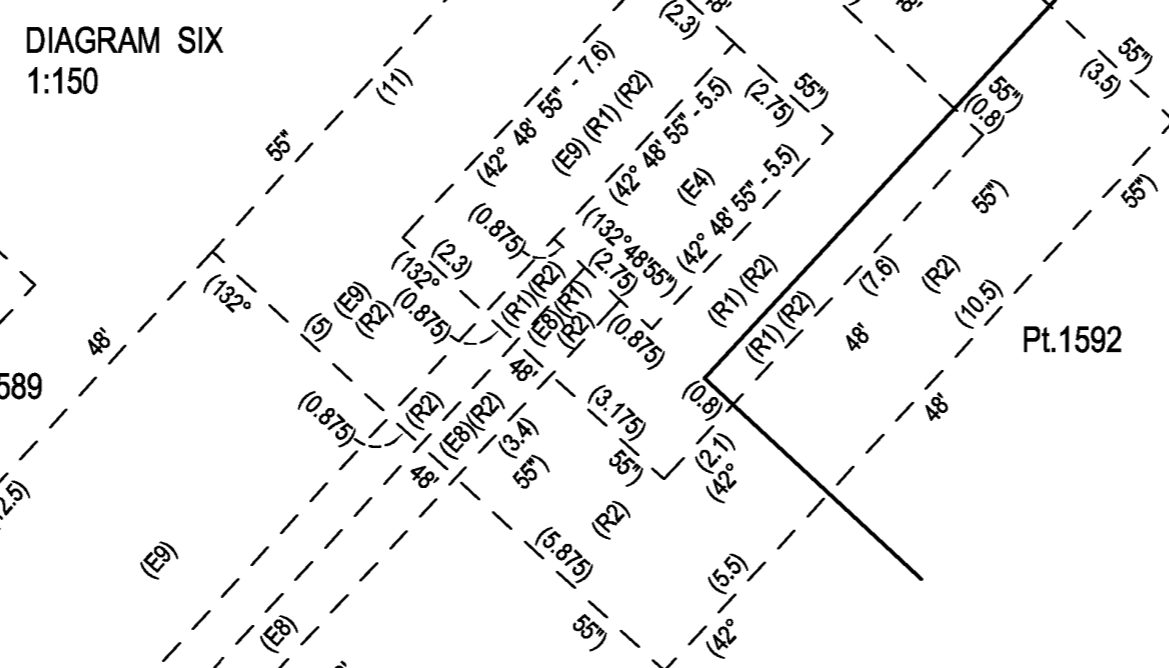 DIAGRAM SIX
1:150
(11)
55"
(2.3)
48'
48'
55")
(3.5)
(42° 48' 55" - 7.6)
(E9) (R1) (R2)
(42° 48' 55" - 5.5)
(2.75)
55")
55")
(0.8)
(E4)
(42° 48' 55" - 5.5)
55")
55")
(0.875)
(132° 48'55")
(2.3)
(132°
(2.75)
(R1) (R2)
(7.6)
(R2)
(10.5)
(132°
(5)
(E9)
(R2)
(0.875)
(R1) (R2)
(E8)(R1)
(R2)
(0.875)
(R1) (R2)
48'
Pt.1592
48'
589
48'
(0.875)
(R2)
(E8)(R2)
(3.4)
55")
(3.175)
55")
(0.8)
(2.1)
(42°
48'
48'
2.5)
(E9)
(R2)
(5.875)
55")
(5.5)
(42°
(E8)